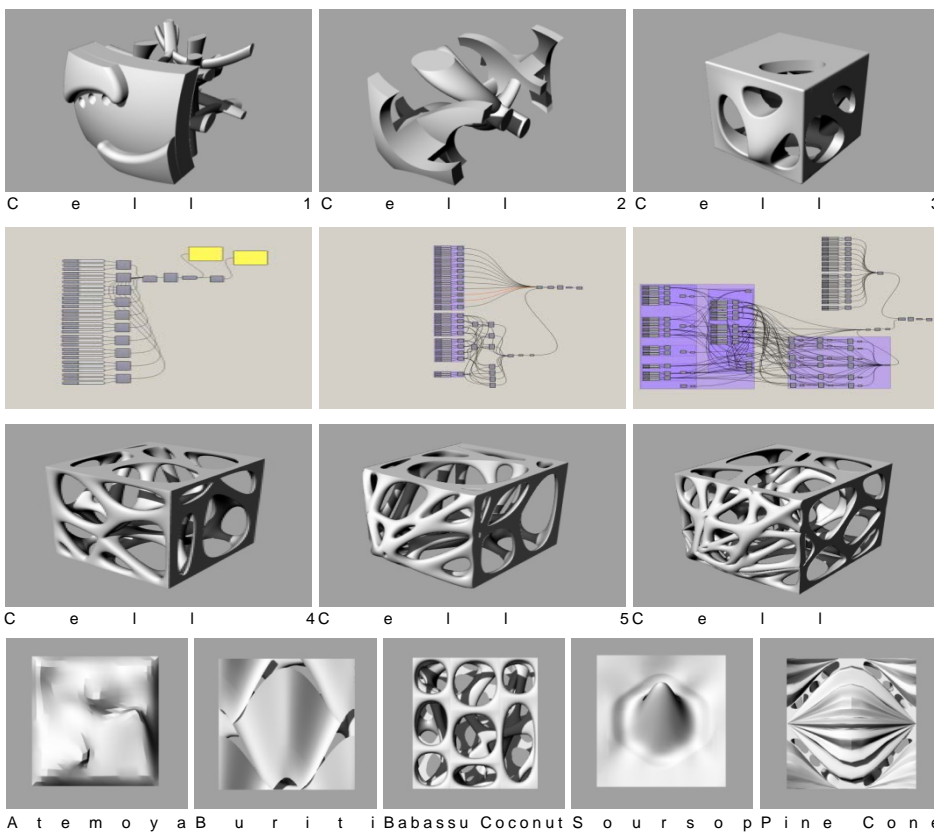 Cell 1 Cell 2 Cell 3
Cell 4 Cell 5 Cell
Atemoya Buriti Babassu Coconut Soursop Pine Cone